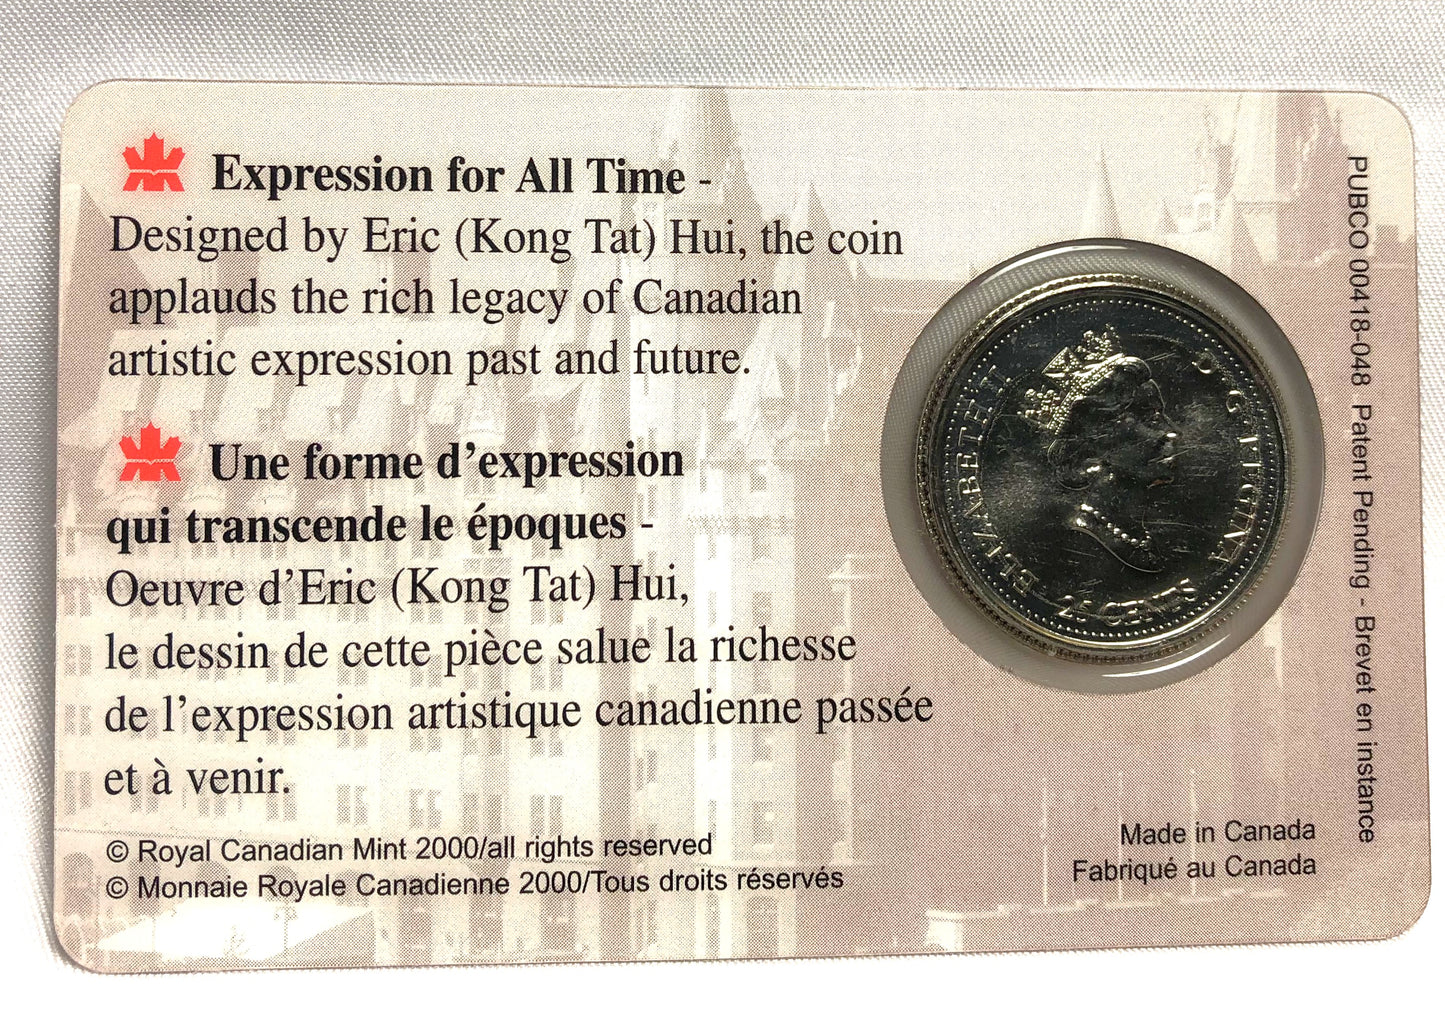 Expression for All Time -
Designed by Eric (Kong Tat) Hui, the coin
applauds the rich legacy of Canadian
artistic expression past and future.
Une forme d'expression
qui transcende le époques -
Oeuvre d'Eric (Kong Tat) Hui,
le dessin de cette pièce salue la richesse
de l'expression artistique canadienne passée
et à venir.
© Royal Canadian Mint 2000/all rights reserved
© Monnaie Royale Canadienne 2000/Tous droits réservés
ELIZABETH II D•G•REGINA
25 CENTS
Made in Canada
Fabriqué au Canada
PUBCO 00418-048 Patent Pending - Brevet en instance